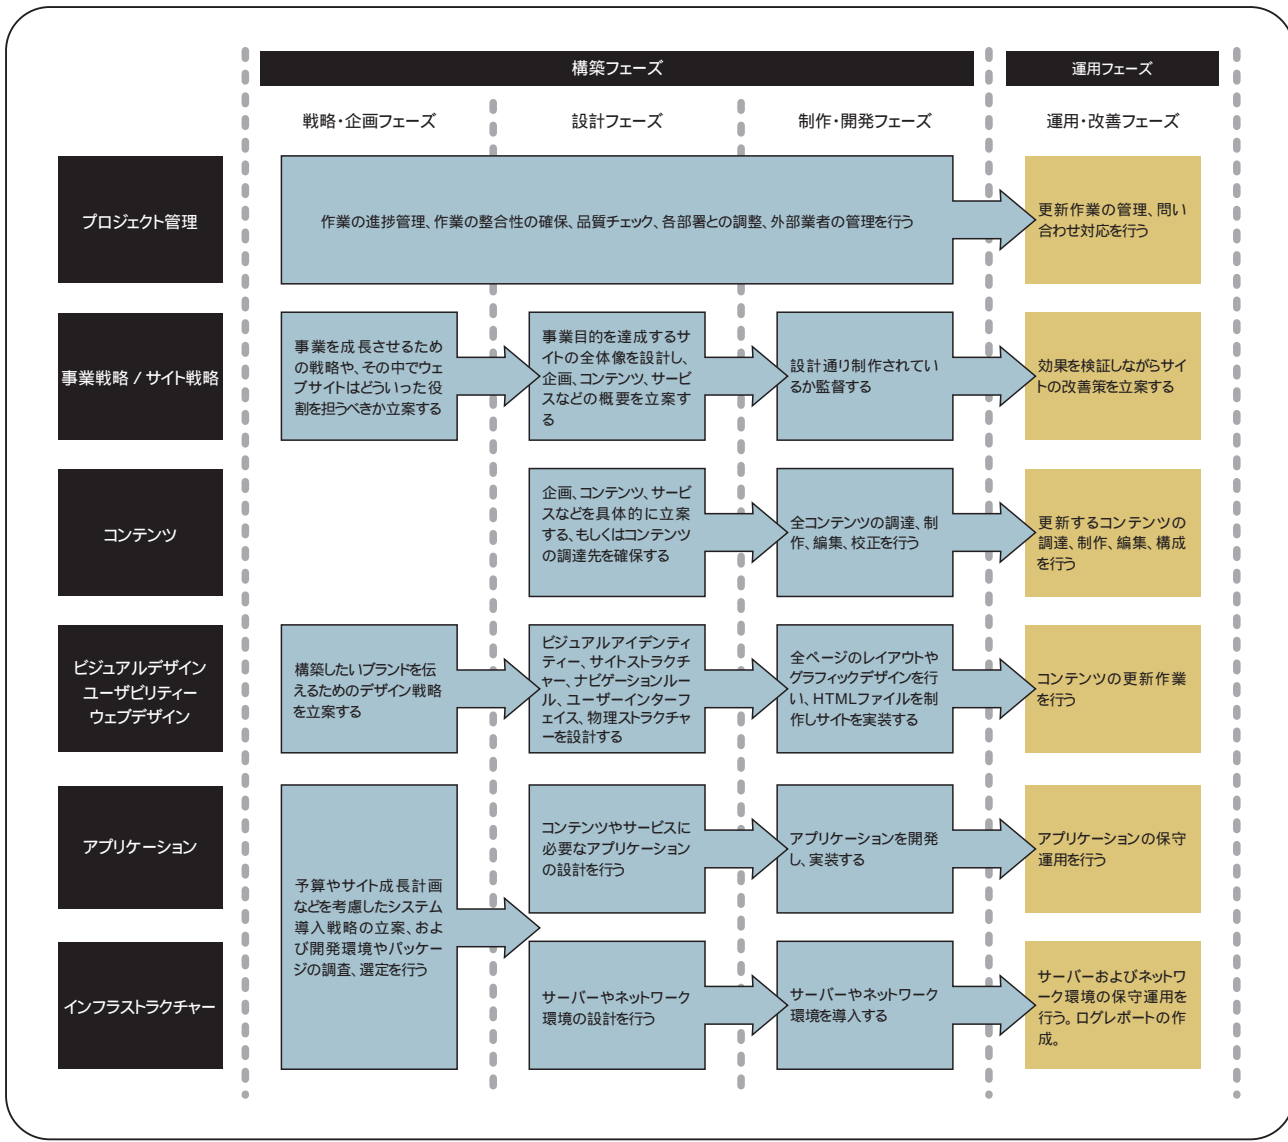 構築フェーズ
運用フェーズ
戦略・企画フェーズ
設計フェーズ
制作・開発フェーズ
運用・改善フェーズ
プロジェクト管理
作業の進捗管理、作業の整合性の確保、品質チェック、各部署との調整、外部業者の管理を行う
更新作業の管理、問い
合わせ対応を行う
事業戦略 / サイト戦略
事業を成長させるため
の戦略や、その中でウェ
ブサイトはどういった役
割を担うべきか立案する
事業目的を達成するサ
イトの全体像を設計し、
企画、コンテンツ、サービ
スなどの概要を立案す
る
設計通り制作されてい
るか監督する
効果を検証しながらサイ
トの改善策を立案する
コンテンツ
企画、コンテンツ、サービ
スなどを具体的に立案
する、もしくはコンテンツ
の調達先を確保する
全コンテンツの調達、制
作、編集、校正を行う
更新するコンテンツの
調達、制作、編集、構成
を行う
ビジュアルデザイン
ユーザビリティー
ウェブデザイン
構築したいブランドを伝
えるためのデザイン戦略
を立案する
ビジュアルアイデンティ
ティー、サイトストラクチ
ャー、ナビゲーションルー
ル、ユーザーインターフ
ェイス、物理ストラクチャ
ーを設計する
全ページのレイアウトや
グラフィックデザインを行
い、HTMLファイルを制
作しサイトを実装する
コンテンツの更新作業
を行う
アプリケーション
予算やサイト成長計画
などを考慮したシステム
導入戦略の立案、およ
び開発環境やパッケー
ジの調査、選定を行う
コンテンツやサービスに
必要なアプリケーション
の設計を行う
アプリケーションを開発
し、実装する
アプリケーションの保守
運用を行う
インフラストラクチャー
サーバーやネットワーク
環境の設計を行う
サーバーやネットワーク
環境を導入する
サーバーおよびネットワ
ーク環境の保守運用を
行う。ログレポートの作
成。